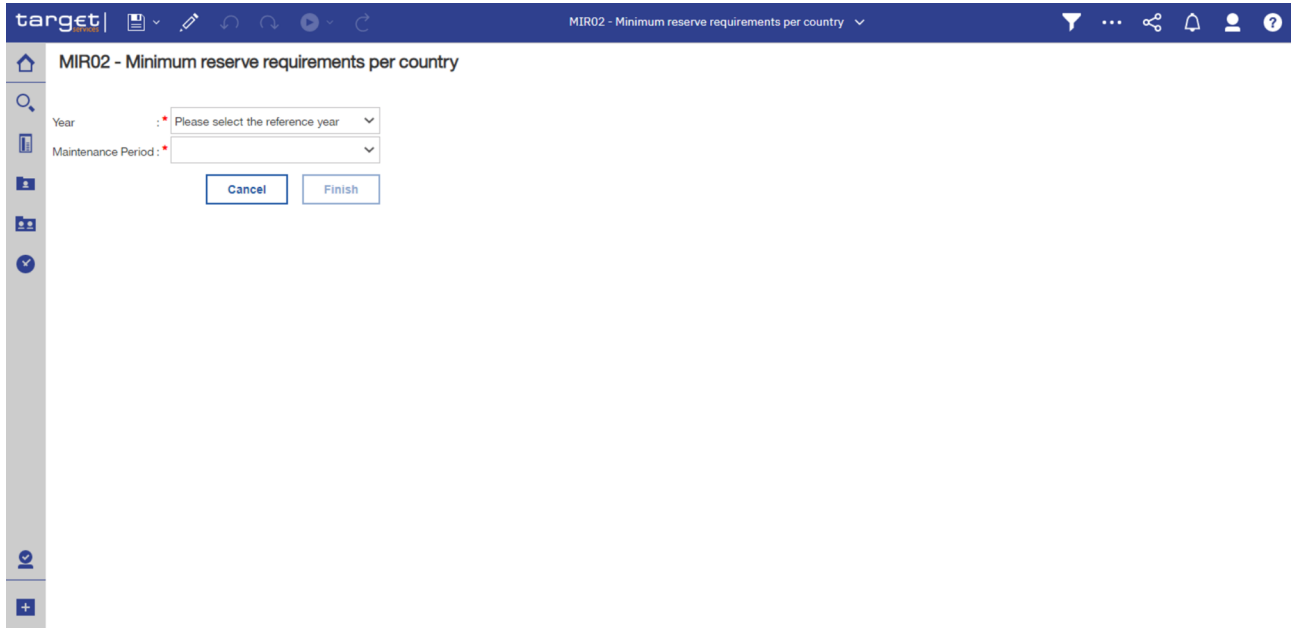 target|
services
MIR02 - Minimum reserve requirements per country
?
MIR02 - Minimum reserve requirements per country
Year :* Please select the reference year
Maintenance Period : *
Cancel Finish